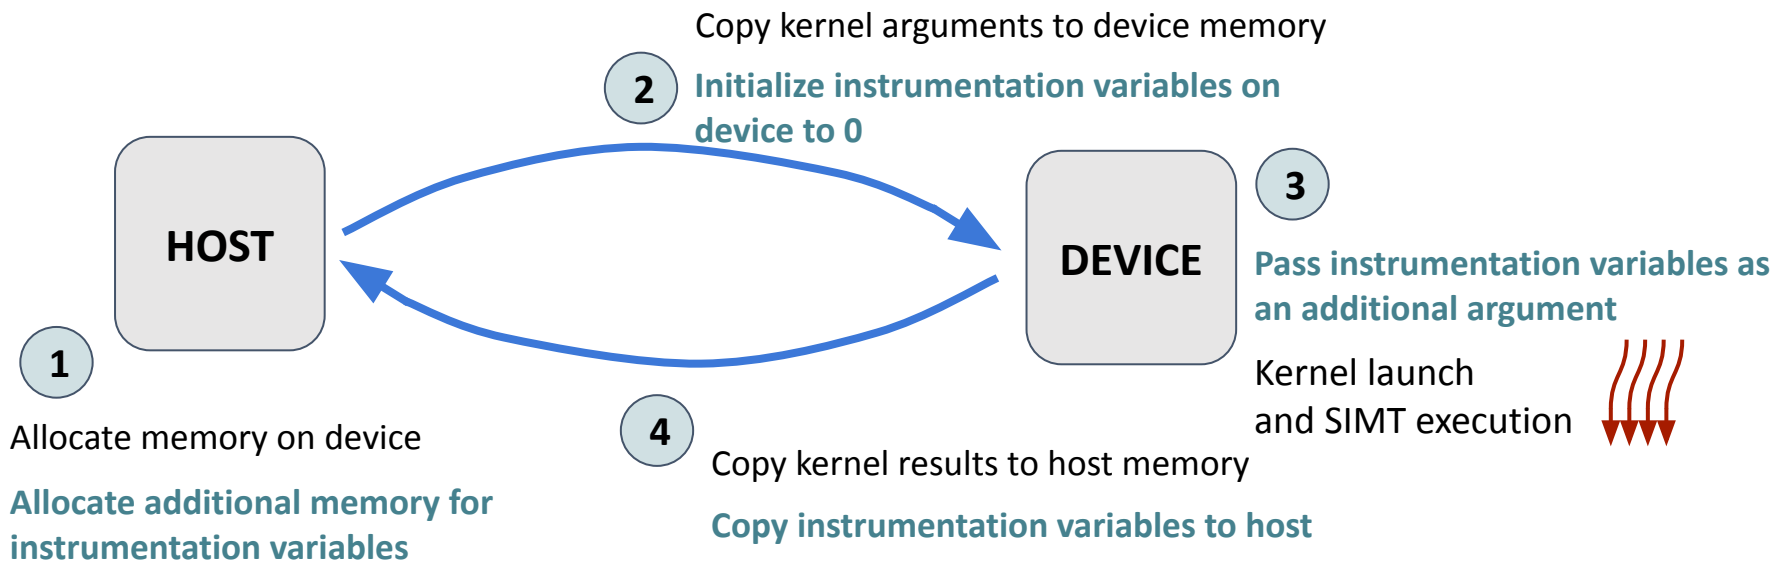 Copy kernel arguments to device memory
2
Initialize instrumentation variables on
device to 0
HOST
DEVICE
3
Pass instrumentation variables as
an additional argument
Kernel launch
and SIMT execution
1
Allocate memory on device
Allocate additional memory for
instrumentation variables
4
Copy kernel results to host memory
Copy instrumentation variables to host